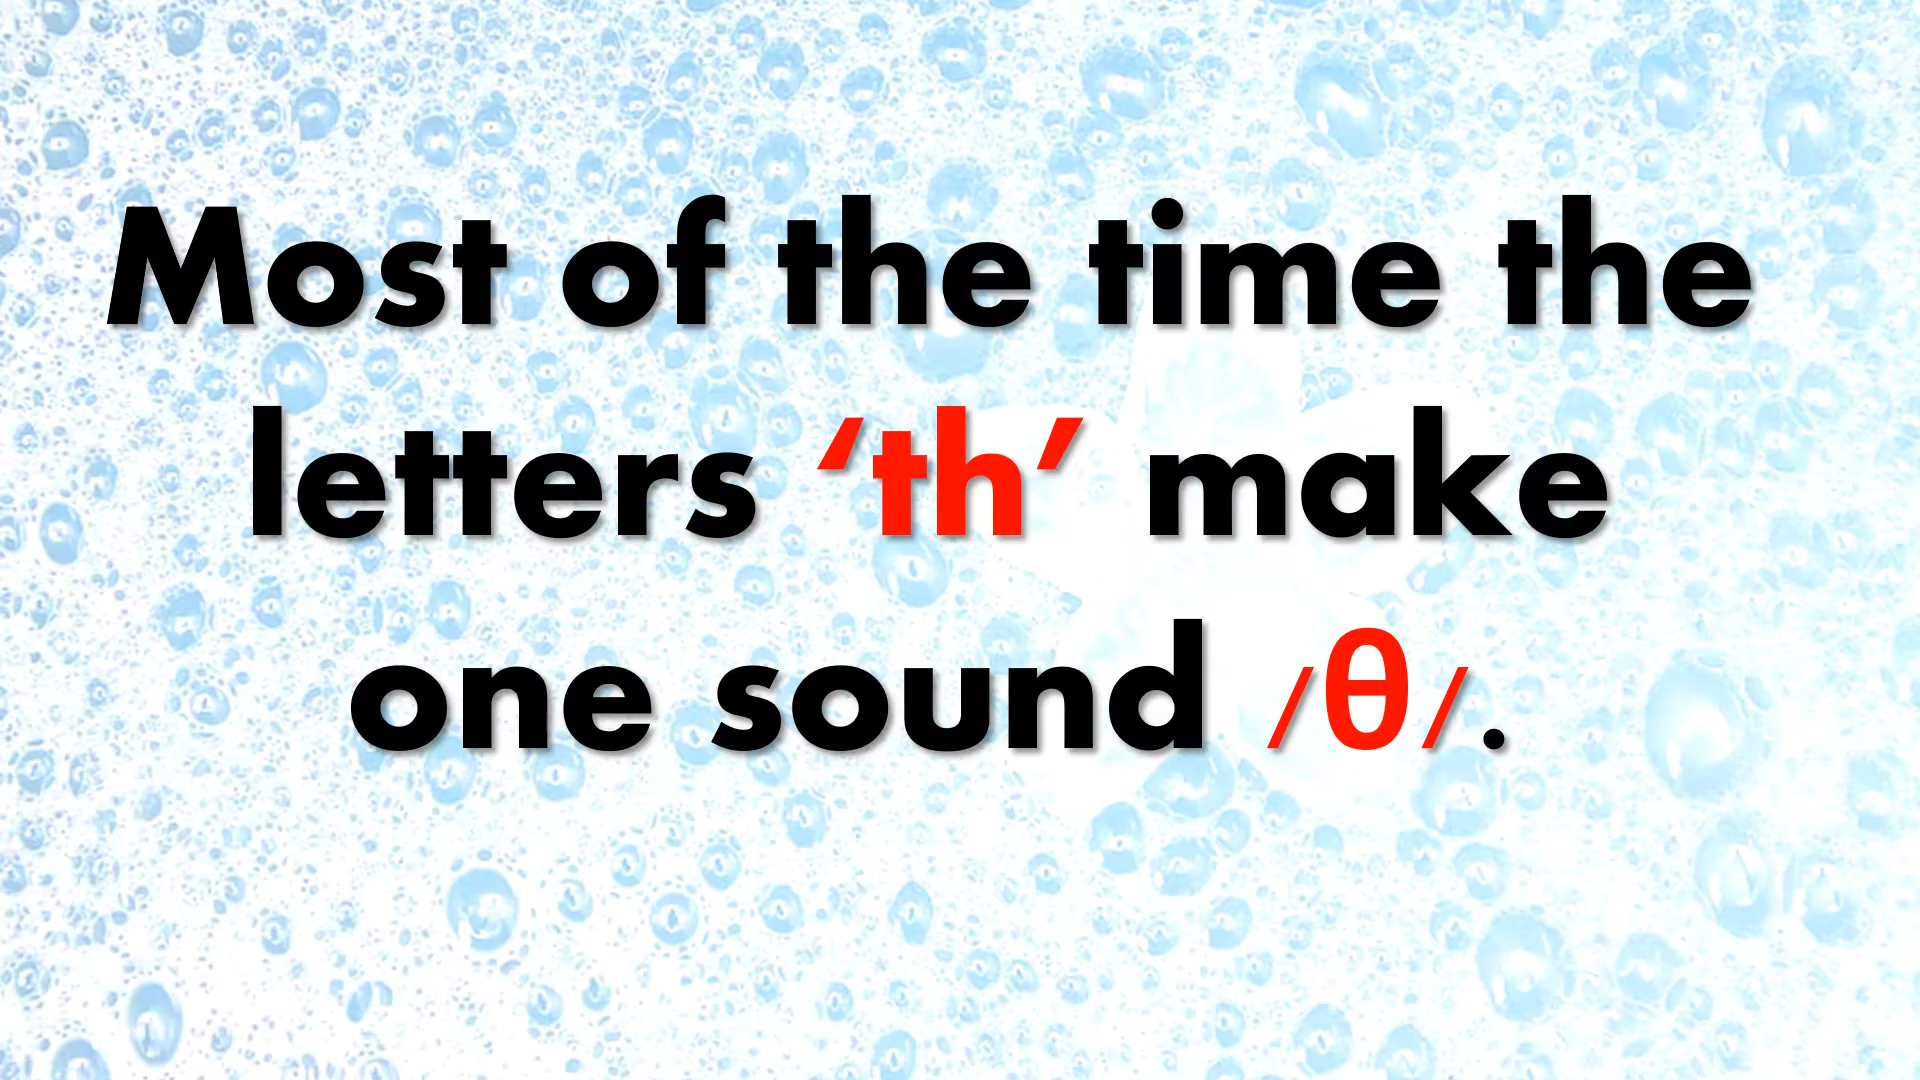 Most of the time the
letters ‘th’ make
one sound /θ/.